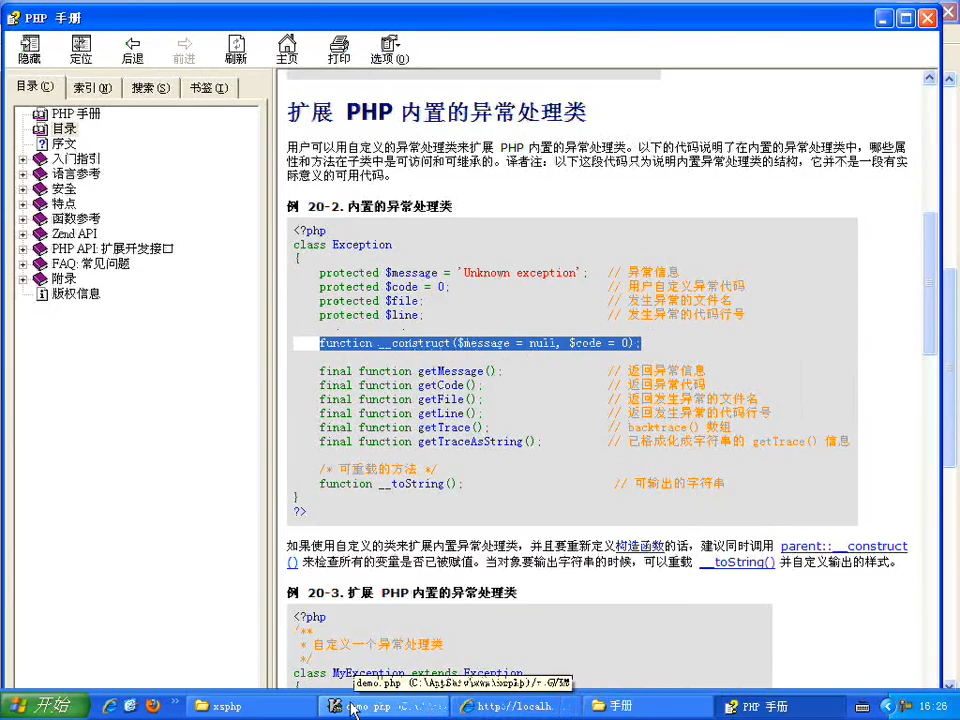 PHP 手册
隐藏 定位 后退 前进 刷新 主页 打印 选项(O)
目录(C) 索引(N) 搜索(S) 书签(I)
PHP 手册
目录
序文
入门指引
语言参考
安全
特点
函数参考
Zend API
PHP API: 扩展开发接口
FAQ: 常见问题
附录
版权信息
扩展 PHP 内置的异常处理类
用户可以用自定义的异常处理类来扩展 PHP 内置的异常处理类。以下的代码说明了在内置的异常处理类中，哪些属
性和方法在子类中是可访问和可继承的。译者注：以下这段代码只为说明内置异常处理类的结构，它并不是一段有实
际意义的可用代码。
例 20-2. 内置的异常处理类
<?php
class Exception
{
protected $message = 'Unknown exception'; // 异常信息
protected $code = 0; // 用户自定义异常代码
protected $file; // 发生异常的文件名
protected $line; // 发生异常的代码行号
function __construct($message = null, $code = 0);
final function getMessage(); // 返回异常信息
final function getCode(); // 返回异常代码
final function getFile(); // 返回发生异常的文件名
final function getLine(); // 返回发生异常的代码行号
final function getTrace(); // backtrace() 数组
final function getTraceAsString(); // 已格成化成字符串的 getTrace() 信息
/* 可重载的方法 */
function __toString(); // 可输出的字符串
}
?>
如果使用自定义的类来扩展内置异常处理类，并且要重新定义构造函数的话，建议同时调用 parent::__construct
() 来检查所有的变量是否已被赋值。当对象要输出字符串的时候，可以重载 __toString() 并自定义输出的样式。
例 20-3. 扩展 PHP 内置的异常处理类
<?php
/**
* 自定义一个异常处理类
*/
class MyException extends Exception
demo.php
开始 xsphp demo.php http://localh 手册 PHP 手册 16:26